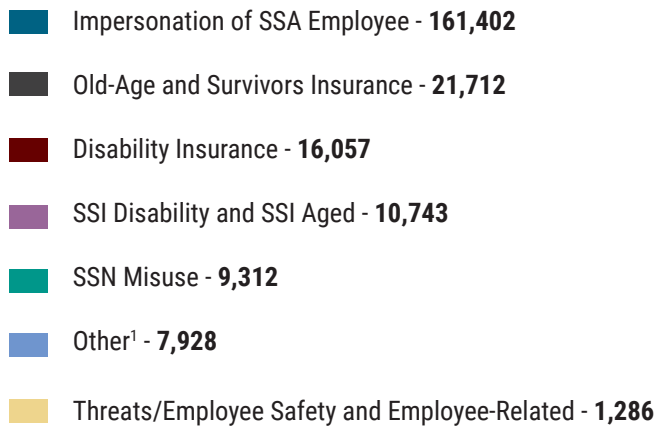 Impersonation of SSA Employee - 161,402
Old-Age and Survivors Insurance - 21,712
Disability Insurance - 16,057
SSI Disability and SSI Aged - 10,743
SSN Misuse - 9,312
Other¹ - 7,928
Threats/Employee Safety and Employee-Related - 1,286